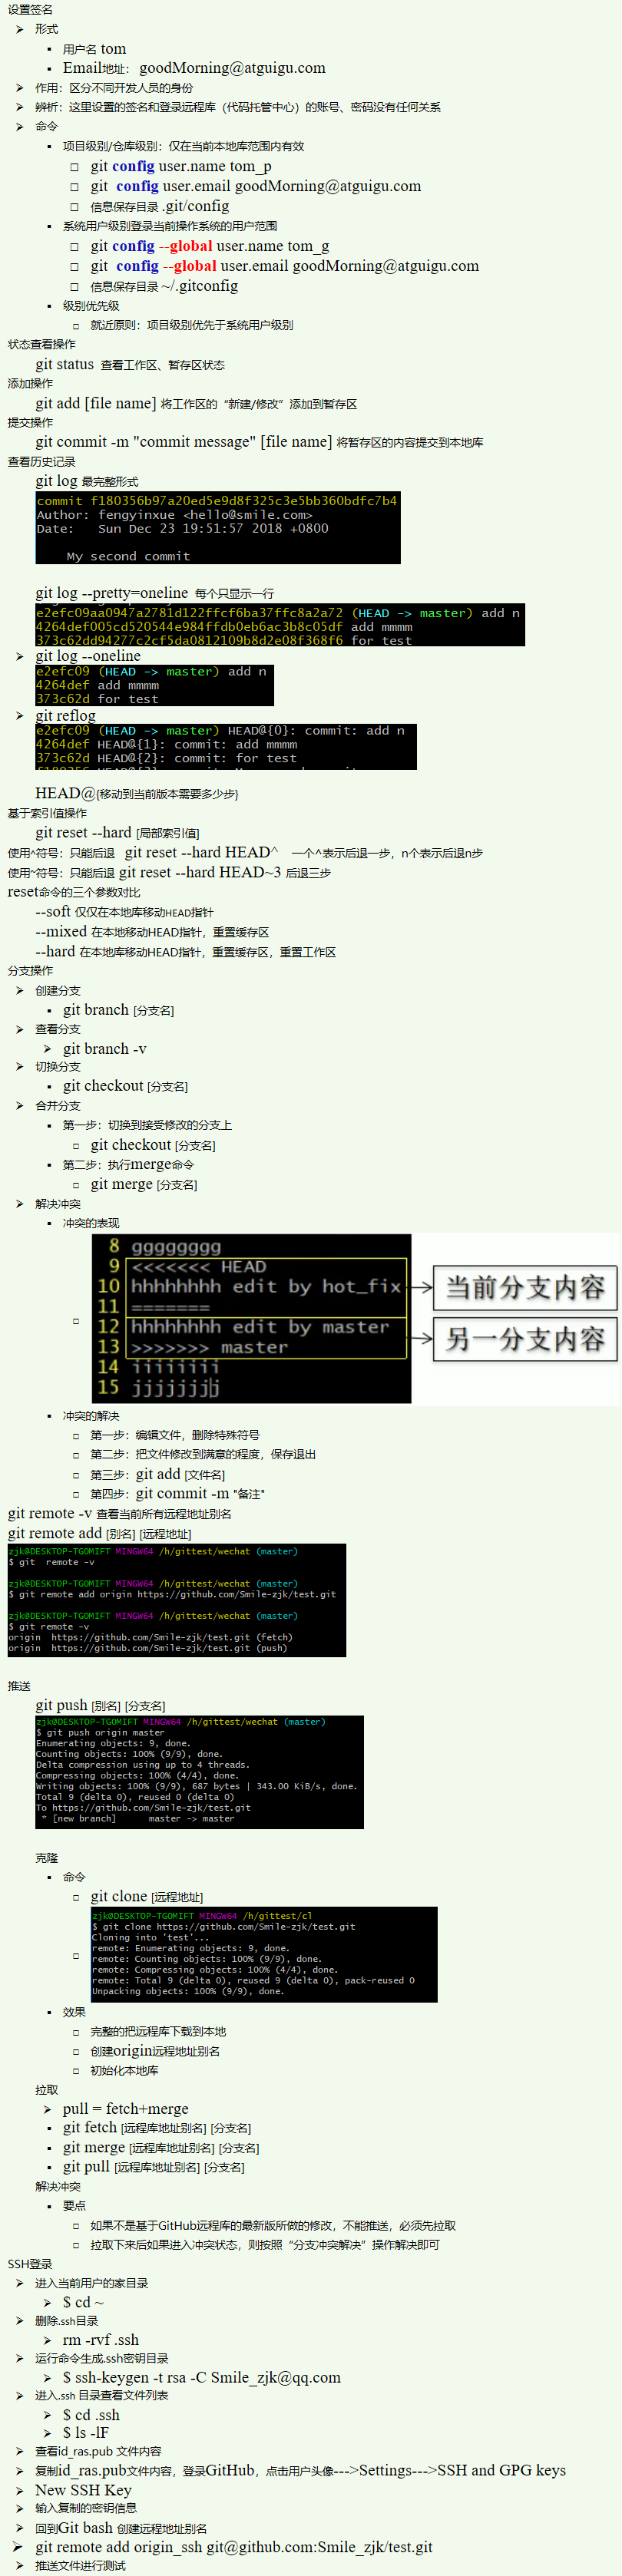 设置签名
形式
用户名 tom
Email地址： goodMorning@atguigu.com
作用：区分不同开发人员的身份
辨析：这里设置的签名和登录远程库（代码托管中心）的账号、密码没有任何关系
命令
项目级别/仓库级别：仅在当前本地库范围内有效
git config user.name tom_p
git config user.email goodMorning@atguigu.com
信息保存目录 .git/config
系统用户级别登录当前操作系统的用户范围
git config --global user.name tom_g
git config --global user.email goodMorning@atguigu.com
信息保存目录 ~/.gitconfig
级别优先级
就近原则：项目级别优先于系统用户级别
状态查看操作
git status 查看工作区、暂存区状态
添加操作
git add [file name] 将工作区的“新建/修改”添加到暂存区
提交操作
git commit -m "commit message" [file name] 将暂存区的内容提交到本地库
查看历史记录
git log 最完整形式
commit f180356b97a20ed5e9d8f325c3e5bb360bdfc7b4
Author: fengyinxue <hello@smile.com>
Date: Sun Dec 23 19:51:57 2018 +0800
My second commit
git log --pretty=oneline 每个只显示一行
e2efc09aa0947a2781d122ffcf6ba37ffc8a2a72 (HEAD -> master) add n
4264def005cd520544e984ffdb0eb6ac3b8c05df add mmmm
373c62dd94277c2cf5da0812109b8d2e08f368f6 for test
git log --oneline
e2efc09 (HEAD -> master) add n
4264def add mmmm
373c62d for test
git reflog
e2efc09 (HEAD -> master) HEAD@{0}: commit: add n
4264def HEAD@{1}: commit: add mmmm
373c62d HEAD@{2}: commit: for test
HEAD@{移动到当前版本需要多少步}
基于索引值操作
git reset --hard [局部索引值]
使用^符号：只能后退 git reset --hard HEAD^ 一个^表示后退一步，n个表示后退n步
使用~符号：只能后退 git reset --hard HEAD~3 后退三步
reset命令的三个参数对比
--soft 仅仅在本地库移动HEAD指针
--mixed 在本地移动HEAD指针，重置缓存区
--hard 在本地库移动HEAD指针，重置缓存区，重置工作区
分支操作
创建分支
git branch [分支名]
查看分支
git branch -v
切换分支
git checkout [分支名]
合并分支
第一步：切换到接受修改的分支上
git checkout [分支名]
第二步：执行merge命令
git merge [分支名]
解决冲突
冲突的表现
8 gggggggg
9 <<<<<<< HEAD
10 hhhhhhhh edit by hot_fix
当前分支内容
11 =======
12 hhhhhhhh edit by master
另一分支内容
13 >>>>>>> master
14 iiiiiiii
15 jjjjjjjj
冲突的解决
第一步：编辑文件，删除特殊符号
第二步：把文件修改到满意的程度，保存退出
第三步：git add [文件名]
第四步：git commit -m "备注"
git remote -v 查看当前所有远程地址别名
git remote add [别名] [远程地址]
zjk@DESKTOP-TGOMIFT MINGW64 /h/gittest/wechat (master)
$ git remote -v
zjk@DESKTOP-TGOMIFT MINGW64 /h/gittest/wechat (master)
$ git remote add origin https://github.com/Smile-zjk/test.git
zjk@DESKTOP-TGOMIFT MINGW64 /h/gittest/wechat (master)
$ git remote -v
origin https://github.com/Smile-zjk/test.git (fetch)
origin https://github.com/Smile-zjk/test.git (push)
推送
git push [别名] [分支名]
zjk@DESKTOP-TGOMIFT MINGW64 /h/gittest/wechat (master)
$ git push origin master
Enumerating objects: 9, done.
Counting objects: 100% (9/9), done.
Delta compression using up to 4 threads.
Compressing objects: 100% (4/4), done.
Writing objects: 100% (9/9), 687 bytes | 343.00 KiB/s, done.
Total 9 (delta 0), reused 0 (delta 0)
To https://github.com/Smile-zjk/test.git
* [new branch] master -> master
克隆
命令
git clone [远程地址]
zjk@DESKTOP-TGOMIFT MINGW64 /h/gittest/cl
$ git clone https://github.com/Smile-zjk/test.git
Cloning into 'test'...
remote: Enumerating objects: 9, done.
remote: Counting objects: 100% (9/9), done.
remote: Compressing objects: 100% (4/4), done.
remote: Total 9 (delta 0), reused 9 (delta 0), pack-reused 0
Unpacking objects: 100% (9/9), done.
效果
完整的把远程库下载到本地
创建origin远程地址别名
初始化本地库
拉取
pull = fetch+merge
git fetch [远程库地址别名] [分支名]
git merge [远程库地址别名] [分支名]
git pull [远程库地址别名] [分支名]
解决冲突
要点
如果不是基于GitHub远程库的最新版所做的修改，不能推送，必须先拉取
拉取下来后如果进入冲突状态，则按照“分支冲突解决”操作解决即可
SSH登录
进入当前用户的家目录
$ cd ~
删除.ssh目录
rm -rvf .ssh
运行命令生成.ssh密钥目录
$ ssh-keygen -t rsa -C Smile_zjk@qq.com
进入.ssh 目录查看文件列表
$ cd .ssh
$ ls -lF
查看id_ras.pub 文件内容
复制id_ras.pub文件内容，登录GitHub，点击用户头像--->Settings--->SSH and GPG keys
New SSH Key
输入复制的密钥信息
回到Git bash 创建远程地址别名
git remote add origin_ssh git@github.com:Smile_zjk/test.git
推送文件进行测试